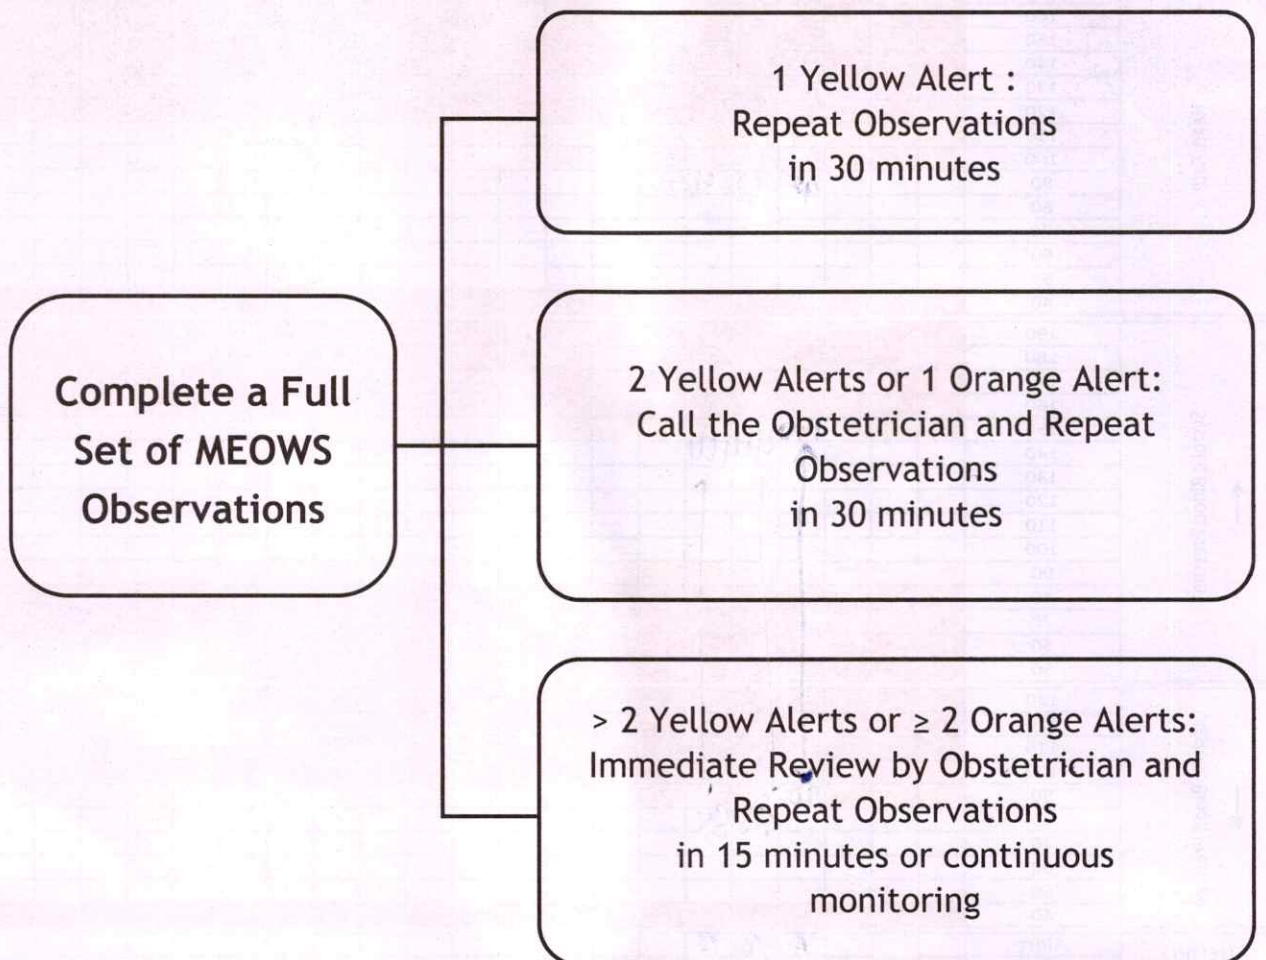 Complete a Full
Set of MEOWS
Observations
1 Yellow Alert :
Repeat Observations
in 30 minutes
2 Yellow Alerts or 1 Orange Alert:
Call the Obstetrician and Repeat
Observations
in 30 minutes
> 2 Yellow Alerts or ≥ 2 Orange Alerts:
Immediate Review by Obstetrician and
Repeat Observations
in 15 minutes or continuous
monitoring